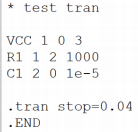 * test tran
VCC 1 0 3
R1 1 2 1000
C1 2 0 1e-5
.tran stop=0.04
.END